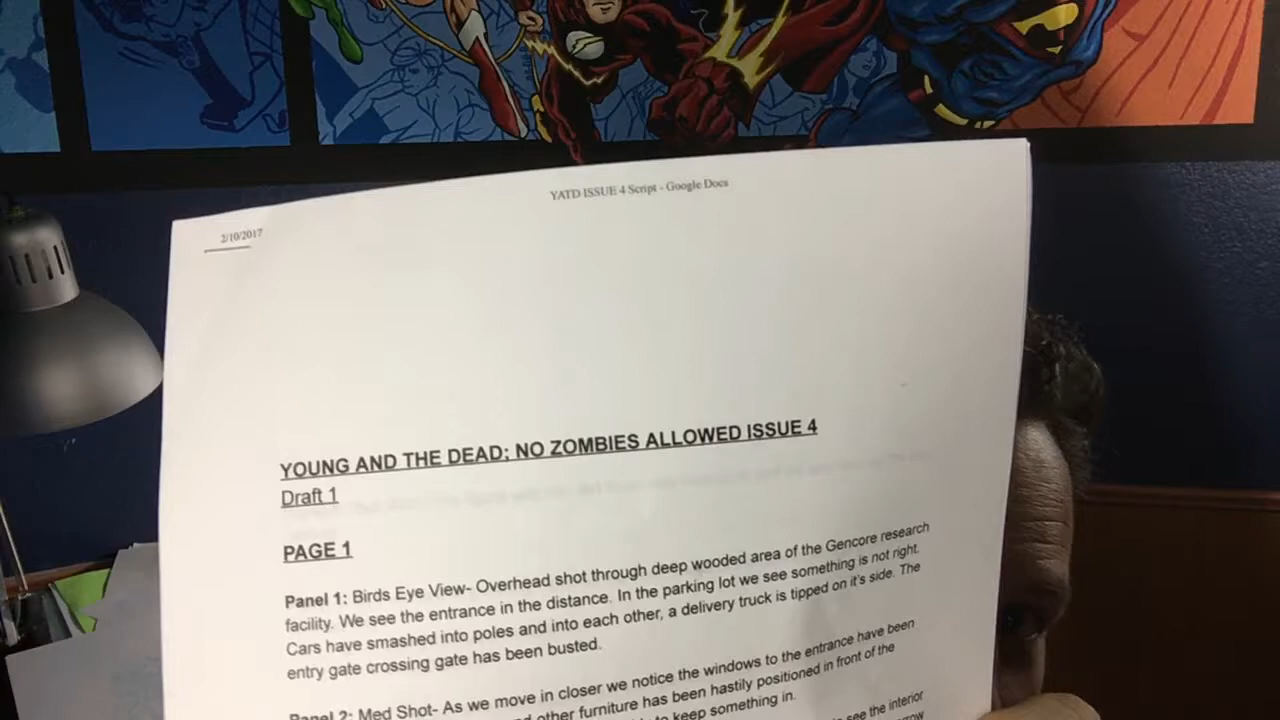 YATD ISSUE 4 Script - Google Docs
2/10/2017
YOUNG AND THE DEAD; NO ZOMBIES ALLOWED ISSUE 4
Draft 1
PAGE 1
Panel 1: Birds Eye View- Overhead shot through deep wooded area of the Gencore research
facility. We see the entrance in the distance. In the parking lot we see something is not right.
Cars have smashed into poles and into each other, a delivery truck is tipped on it's side. The
entry gate crossing gate has been busted.
Panel 2: Med Shot- As we move in closer we notice the windows to the entrance have been
other furniture has been hastily positioned in front of the
to keep something in.
see the interior